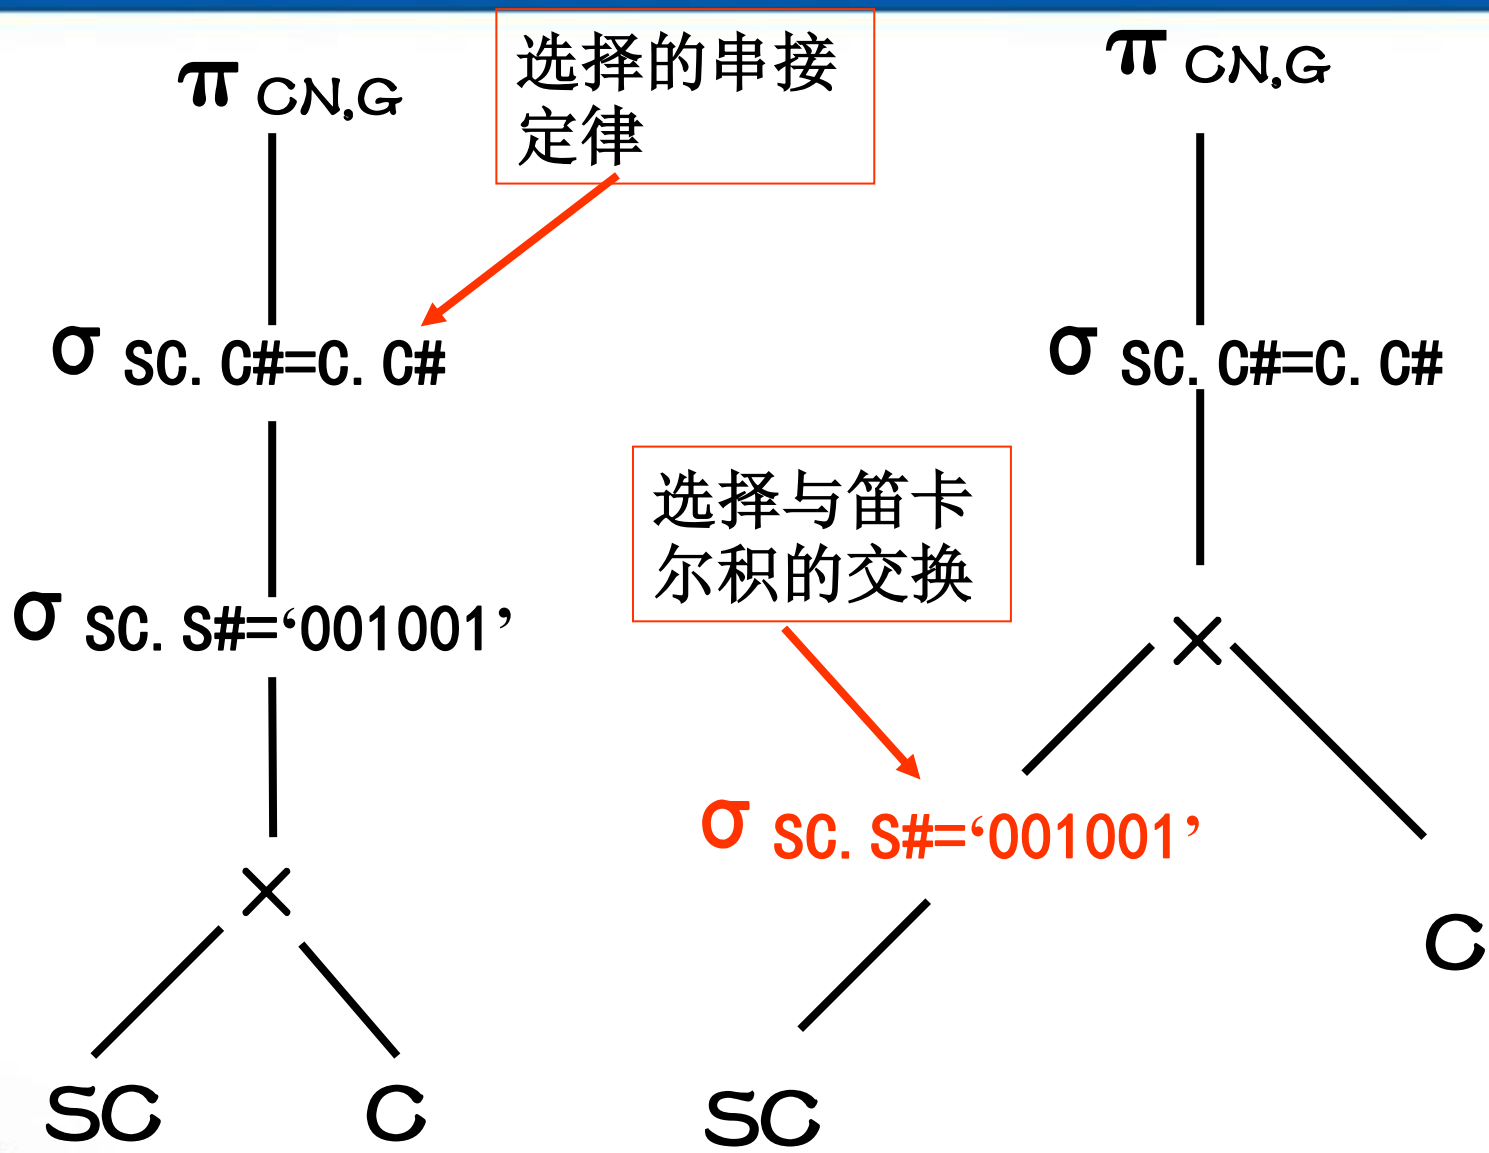 π CN,G
选择的串接
定律
σ SC.C#=C.C#
σ SC.S#=‘001001’
×
SC
C
π CN,G
σ SC.C#=C.C#
选择与笛卡
尔积的交换
×
σ SC.S#=‘001001’
C
SC